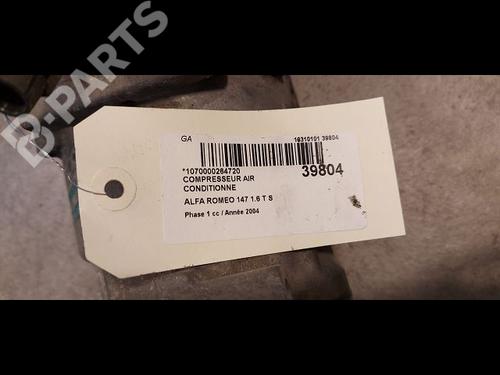 B-PARTS
GA
16310101 39804
*1070000264720
39804
COMPRESSEUR AIR
CONDITIONNE
ALFA ROMEO 147 1.6 T S
Phase 1 cc / Année 2004